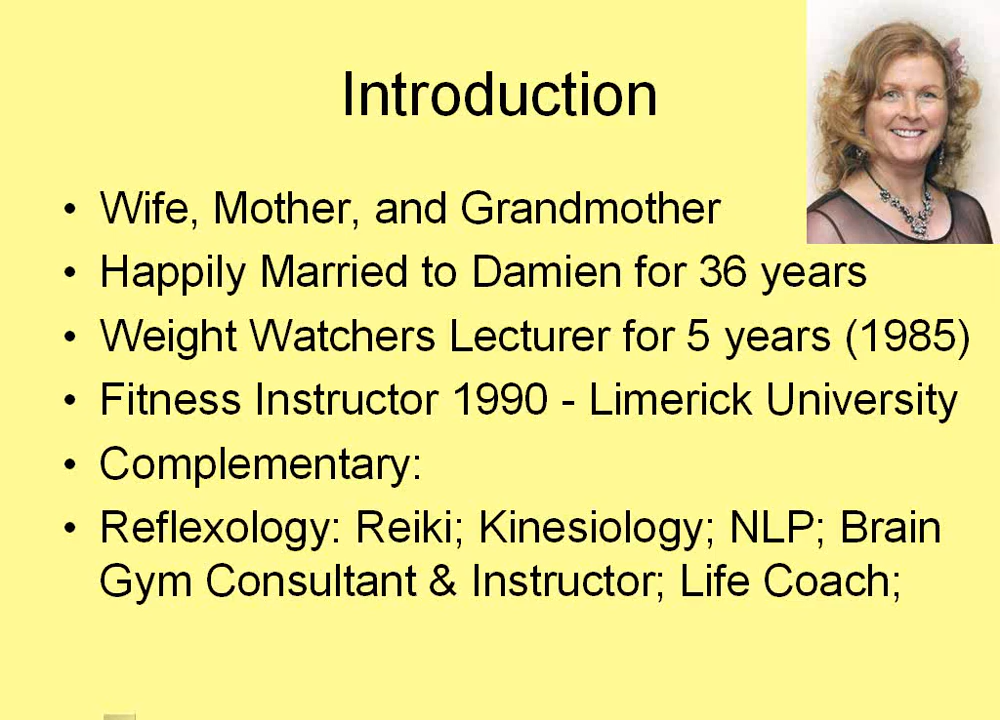 Introduction
• Wife, Mother, and Grandmother
• Happily Married to Damien for 36 years
• Weight Watchers Lecturer for 5 years (1985)
• Fitness Instructor 1990 - Limerick University
• Complementary:
• Reflexology: Reiki; Kinesiology; NLP; Brain
Gym Consultant & Instructor; Life Coach;